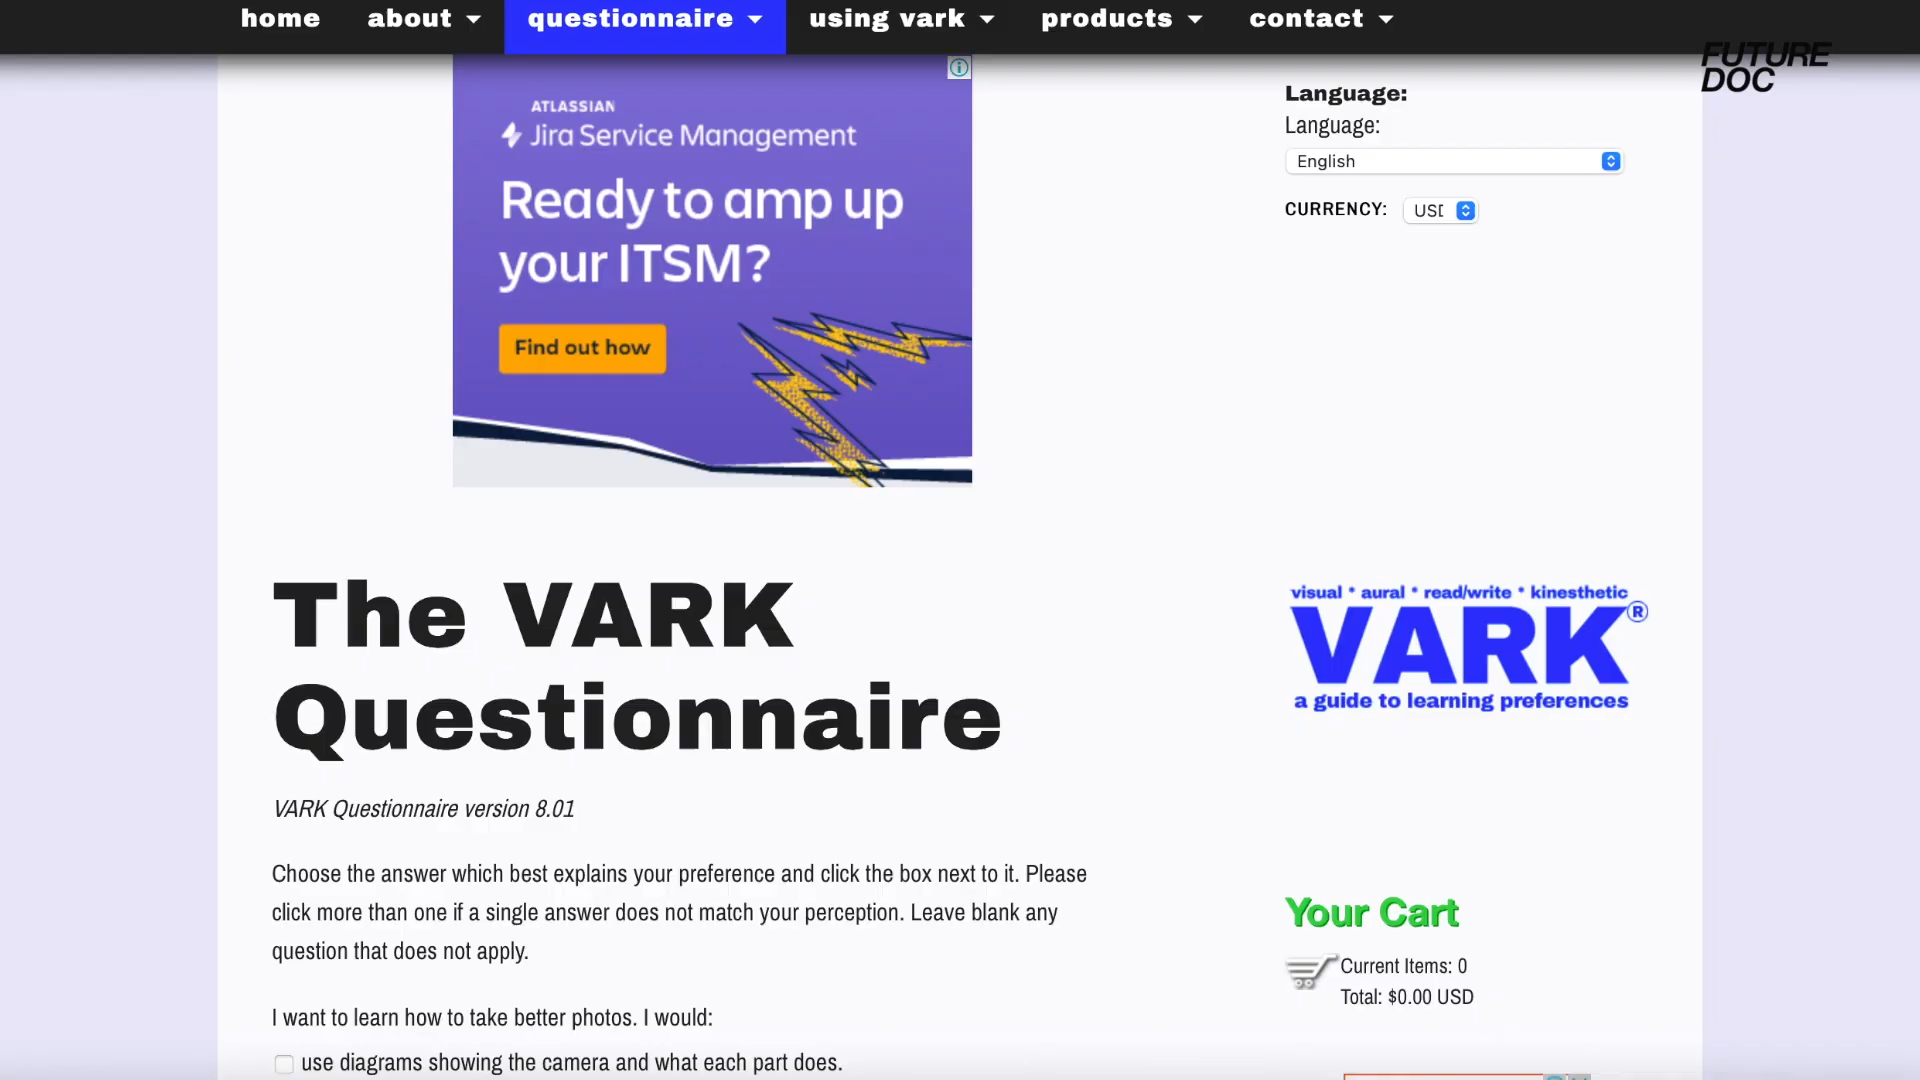 home about questionnaire using vark products contact
FUTURE
DOC
ATLASSIAN
Jira Service Management
Ready to amp up
your ITSM?
Find out how
Language:
Language:
English
CURRENCY: USD
The VARK
Questionnaire
VARK Questionnaire version 8.01
Choose the answer which best explains your preference and click the box next to it. Please
click more than one if a single answer does not match your perception. Leave blank any
question that does not apply.
I want to learn how to take better photos. I would:
use diagrams showing the camera and what each part does.
visual * aural * read/write * kinesthetic
VARK®
a guide to learning preferences
Your Cart
Current Items: 0
Total: $0.00 USD